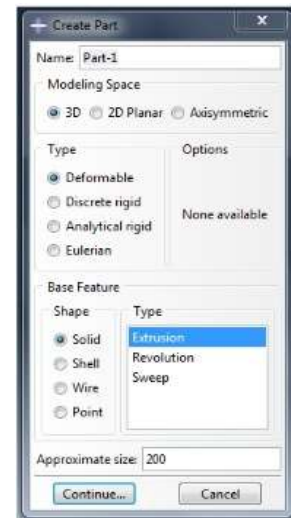 Create Part
X
Name: Part-1
Modeling Space
3D 2D Planar Axisymmetric
Type
Deformable
Discrete rigid
Analytical rigid
Eulerian
Options
None available
Base Feature
Shape
Solid
Shell
Wire
Point
Type
Extrusion
Revolution
Sweep
Approximate size: 200
Continue... Cancel